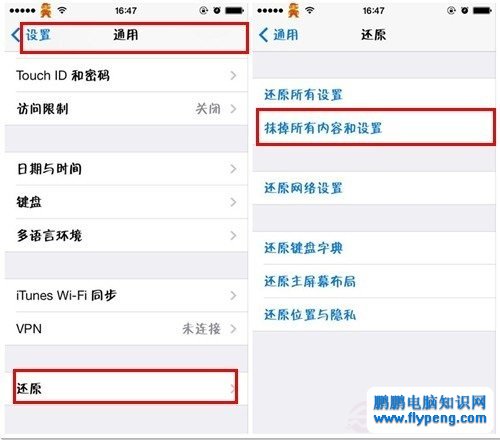 16:47
设置
通用
Touch ID 和密码
访问限制 关闭
日期与时间
键盘
多语言环境
iTunes Wi-Fi 同步
VPN 未连接
还原
16:47
通用
还原
还原所有设置
抹掉所有内容和设置
还原网络设置
还原键盘字典
还原主屏幕布局
还原位置与隐私
鹏鹏电脑知识网
www.flypeng.com